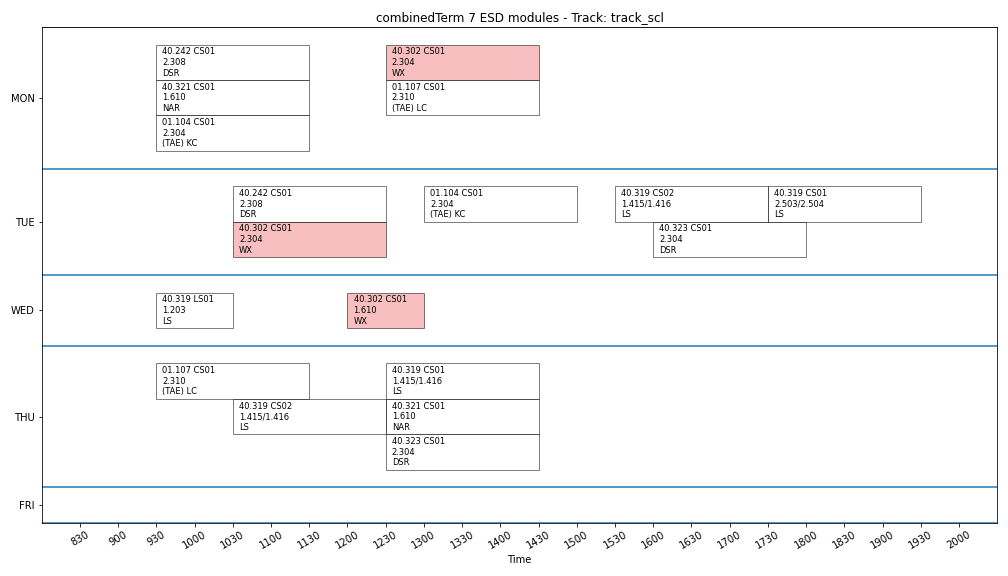 combinedTerm 7 ESD modules - Track: track_scl
MON
40.242 CS01
2.308
DSR
40.321 CS01
1.610
NAR
01.104 CS01
2.304
(TAE) KC
40.302 CS01
2.304
WX
01.107 CS01
2.310
(TAE) LC
TUE
40.242 CS01
2.308
DSR
40.302 CS01
2.304
WX
01.104 CS01
2.304
(TAE) KC
40.319 CS02
1.415/1.416
LS
40.319 CS01
2.503/2.504
LS
40.323 CS01
2.304
DSR
WED
40.319 LS01
1.203
LS
40.302 CS01
1.610
WX
THU
01.107 CS01
2.310
(TAE) LC
40.319 CS02
1.415/1.416
LS
40.319 CS01
1.415/1.416
LS
40.321 CS01
1.610
NAR
40.323 CS01
2.304
DSR
FRI
830 900 930 1000 1030 1100 1130 1200 1230 1300 1330 1400 1430 1500 1530 1600 1630 1700 1730 1800 1830 1900 1930 2000
Time